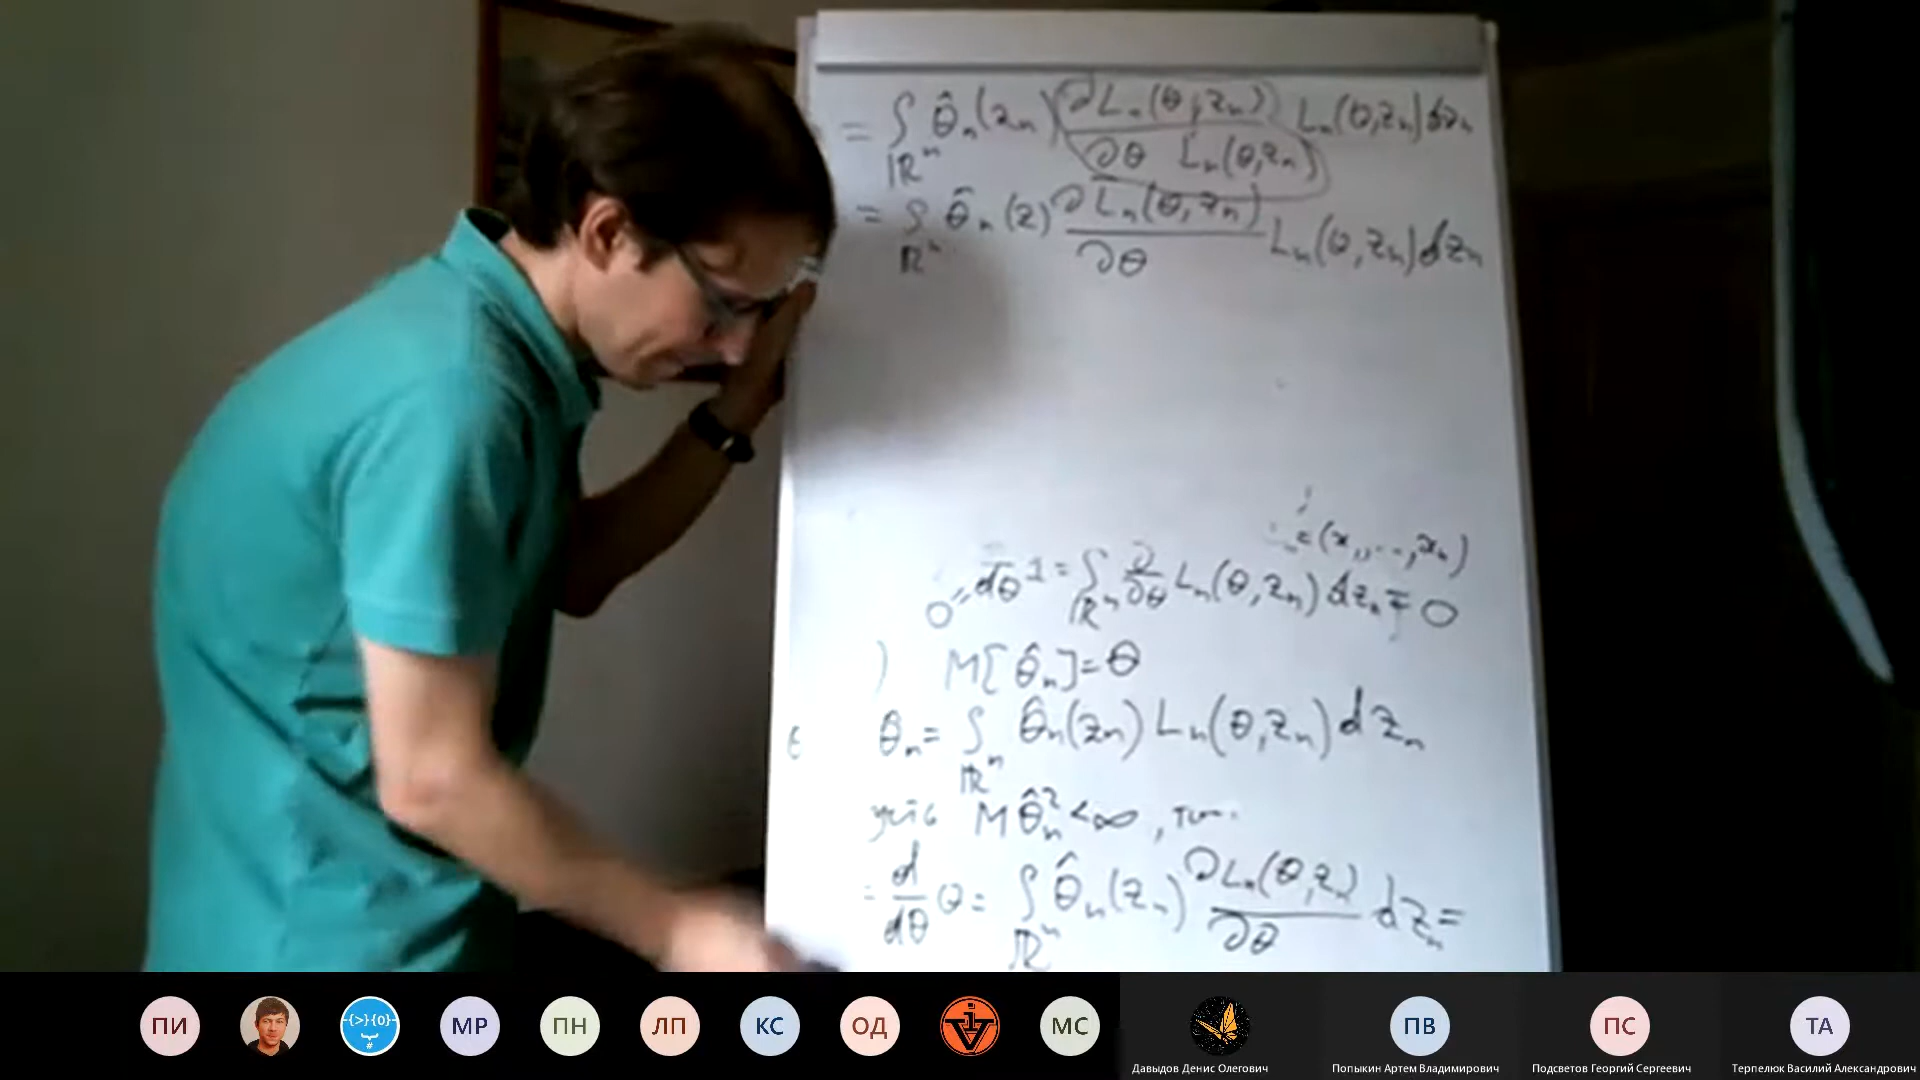 = ∫ θ̂ₙ(zₙ) ∂Lₙ(θ, zₙ) Lₙ(θ, zₙ) dzₙ
ℝⁿ ∂θ Lₙ(θ, zₙ)
= ∫ θ̂ₙ(z) ∂Lₙ(θ, zₙ) Lₙ(θ, zₙ) dzₙ
ℝⁿ ∂θ
= (x₁, ..., xₙ)
0 = dθ 1 = ∫ ∂/∂θ Lₙ(θ, zₙ) dzₙ = 0
ℝⁿ
) M[θ̂ₙ] = θ
θₙ = ∫ θ̂ₙ(zₙ) Lₙ(θ, zₙ) dzₙ
ℝⁿ
M θ̂ₙ² < ∞ ,
= d/dθ θ = ∫ θ̂ₙ(zₙ) ∂Lₙ(θ, zₙ) dzₙ =
ℝⁿ ∂θ
ПИ {>}{0} # МР ПН ЛП КС ОД МС ПВ ПС ТА
Давыдов Денис Олегович Попыкин Артем Владимирович Подсветов Георгий Сергеевич Терпелюк Василий Александрович